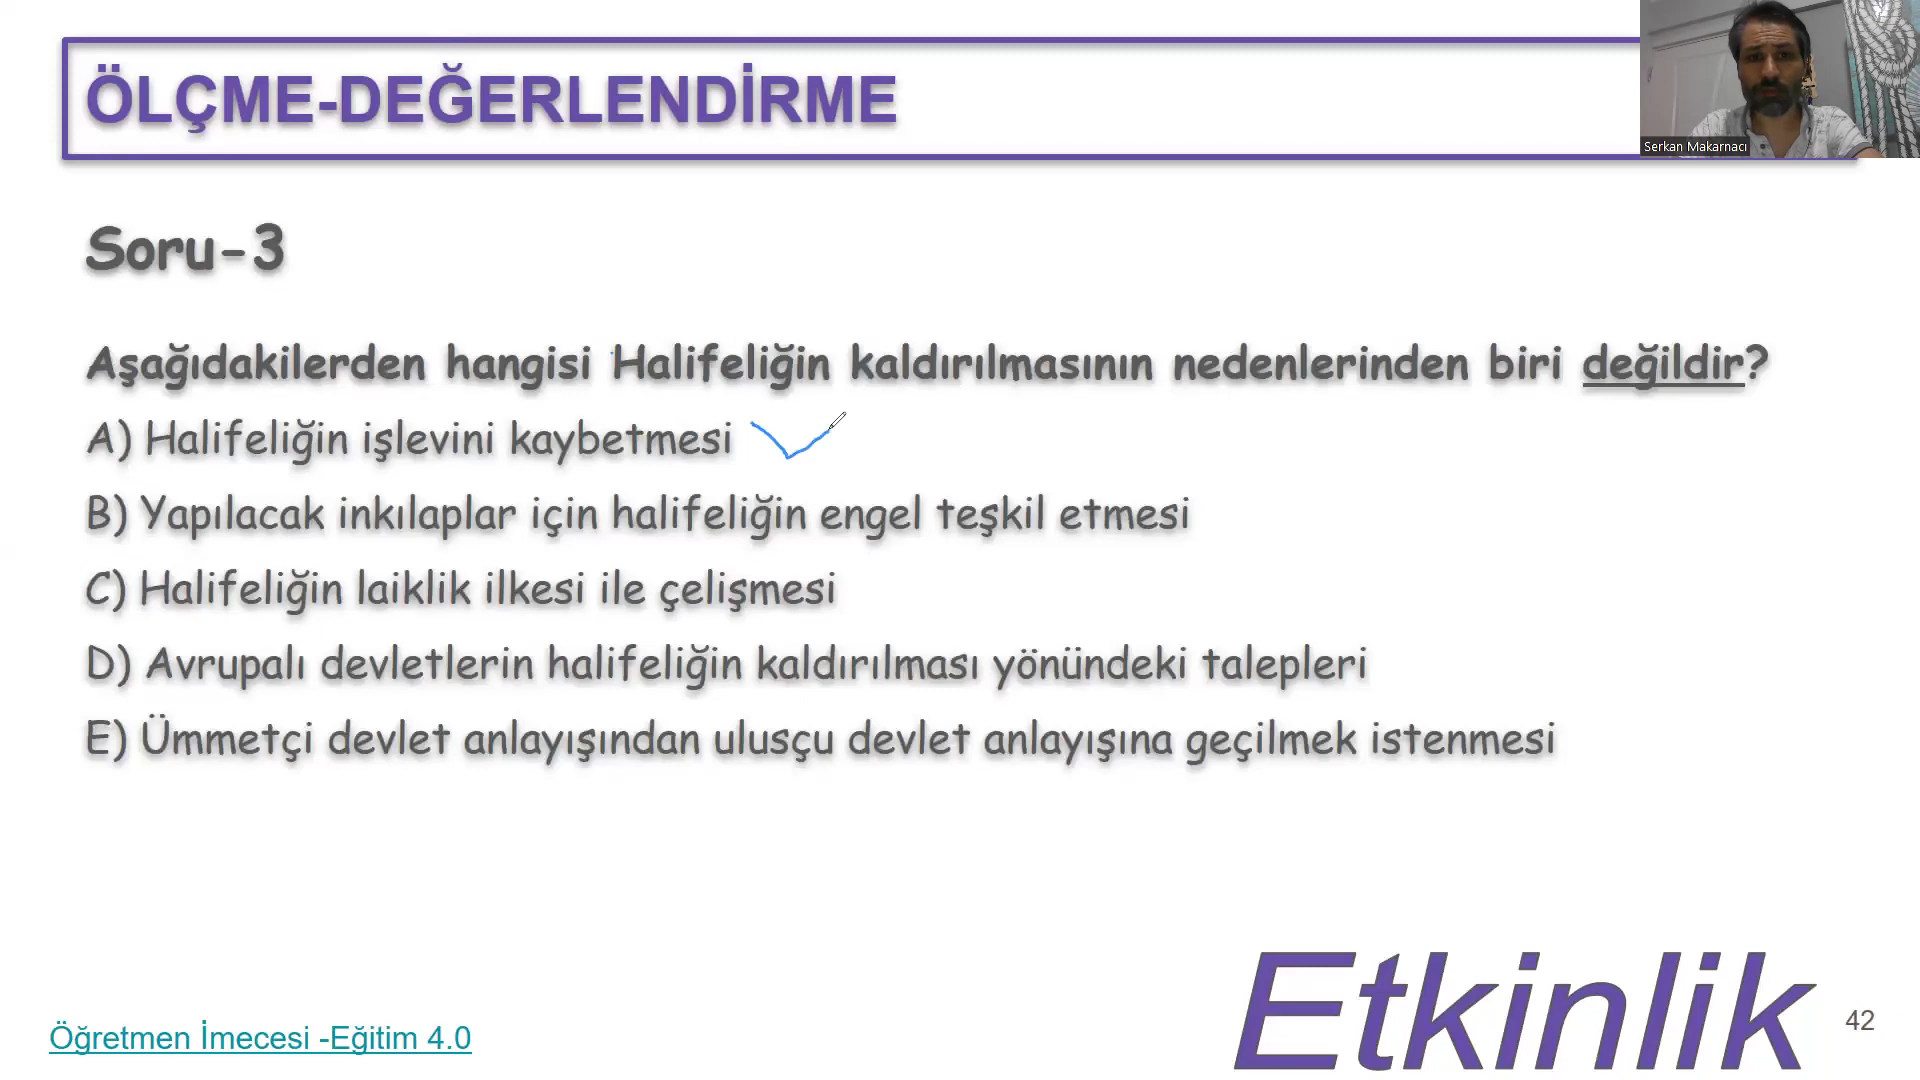 ÖLÇME-DEĞERLENDİRME
Serkan Makarnacı
Soru-3
Aşağıdakilerden hangisi Halifeliğin kaldırılmasının nedenlerinden biri değildir?
A) Halifeliğin işlevini kaybetmesi
B) Yapılacak inkılaplar için halifeliğin engel teşkil etmesi
C) Halifeliğin laiklik ilkesi ile çelişmesi
D) Avrupalı devletlerin halifeliğin kaldırılması yönündeki talepleri
E) Ümmetçi devlet anlayışından ulusçu devlet anlayışına geçilmek istenmesi
Etkinlik
42
Öğretmen İmecesi -Eğitim 4.0